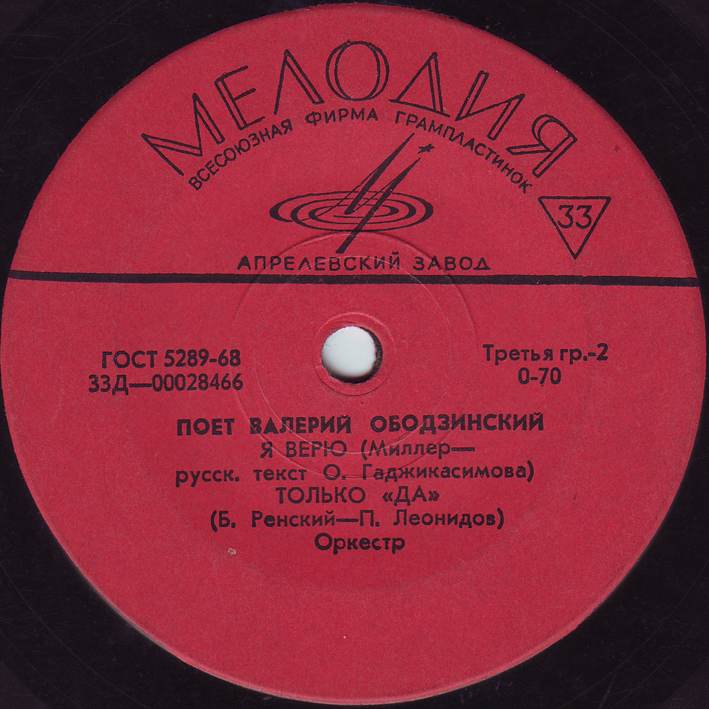 МЕЛОДИЯ
ВСЕСОЮЗНАЯ ФИРМА ГРАМПЛАСТИНОК
33
АПРЕЛЕВСКИЙ ЗАВОД
ГОСТ 5289-68
33Д—00028466
Третья гр.-2
0-70
ПОЕТ ВАЛЕРИЙ ОБОДЗИНСКИЙ
Я ВЕРЮ (Миллер—
русск. текст О. Гаджикасимова)
ТОЛЬКО «ДА»
(Б. Ренский—П. Леонидов)
Оркестр